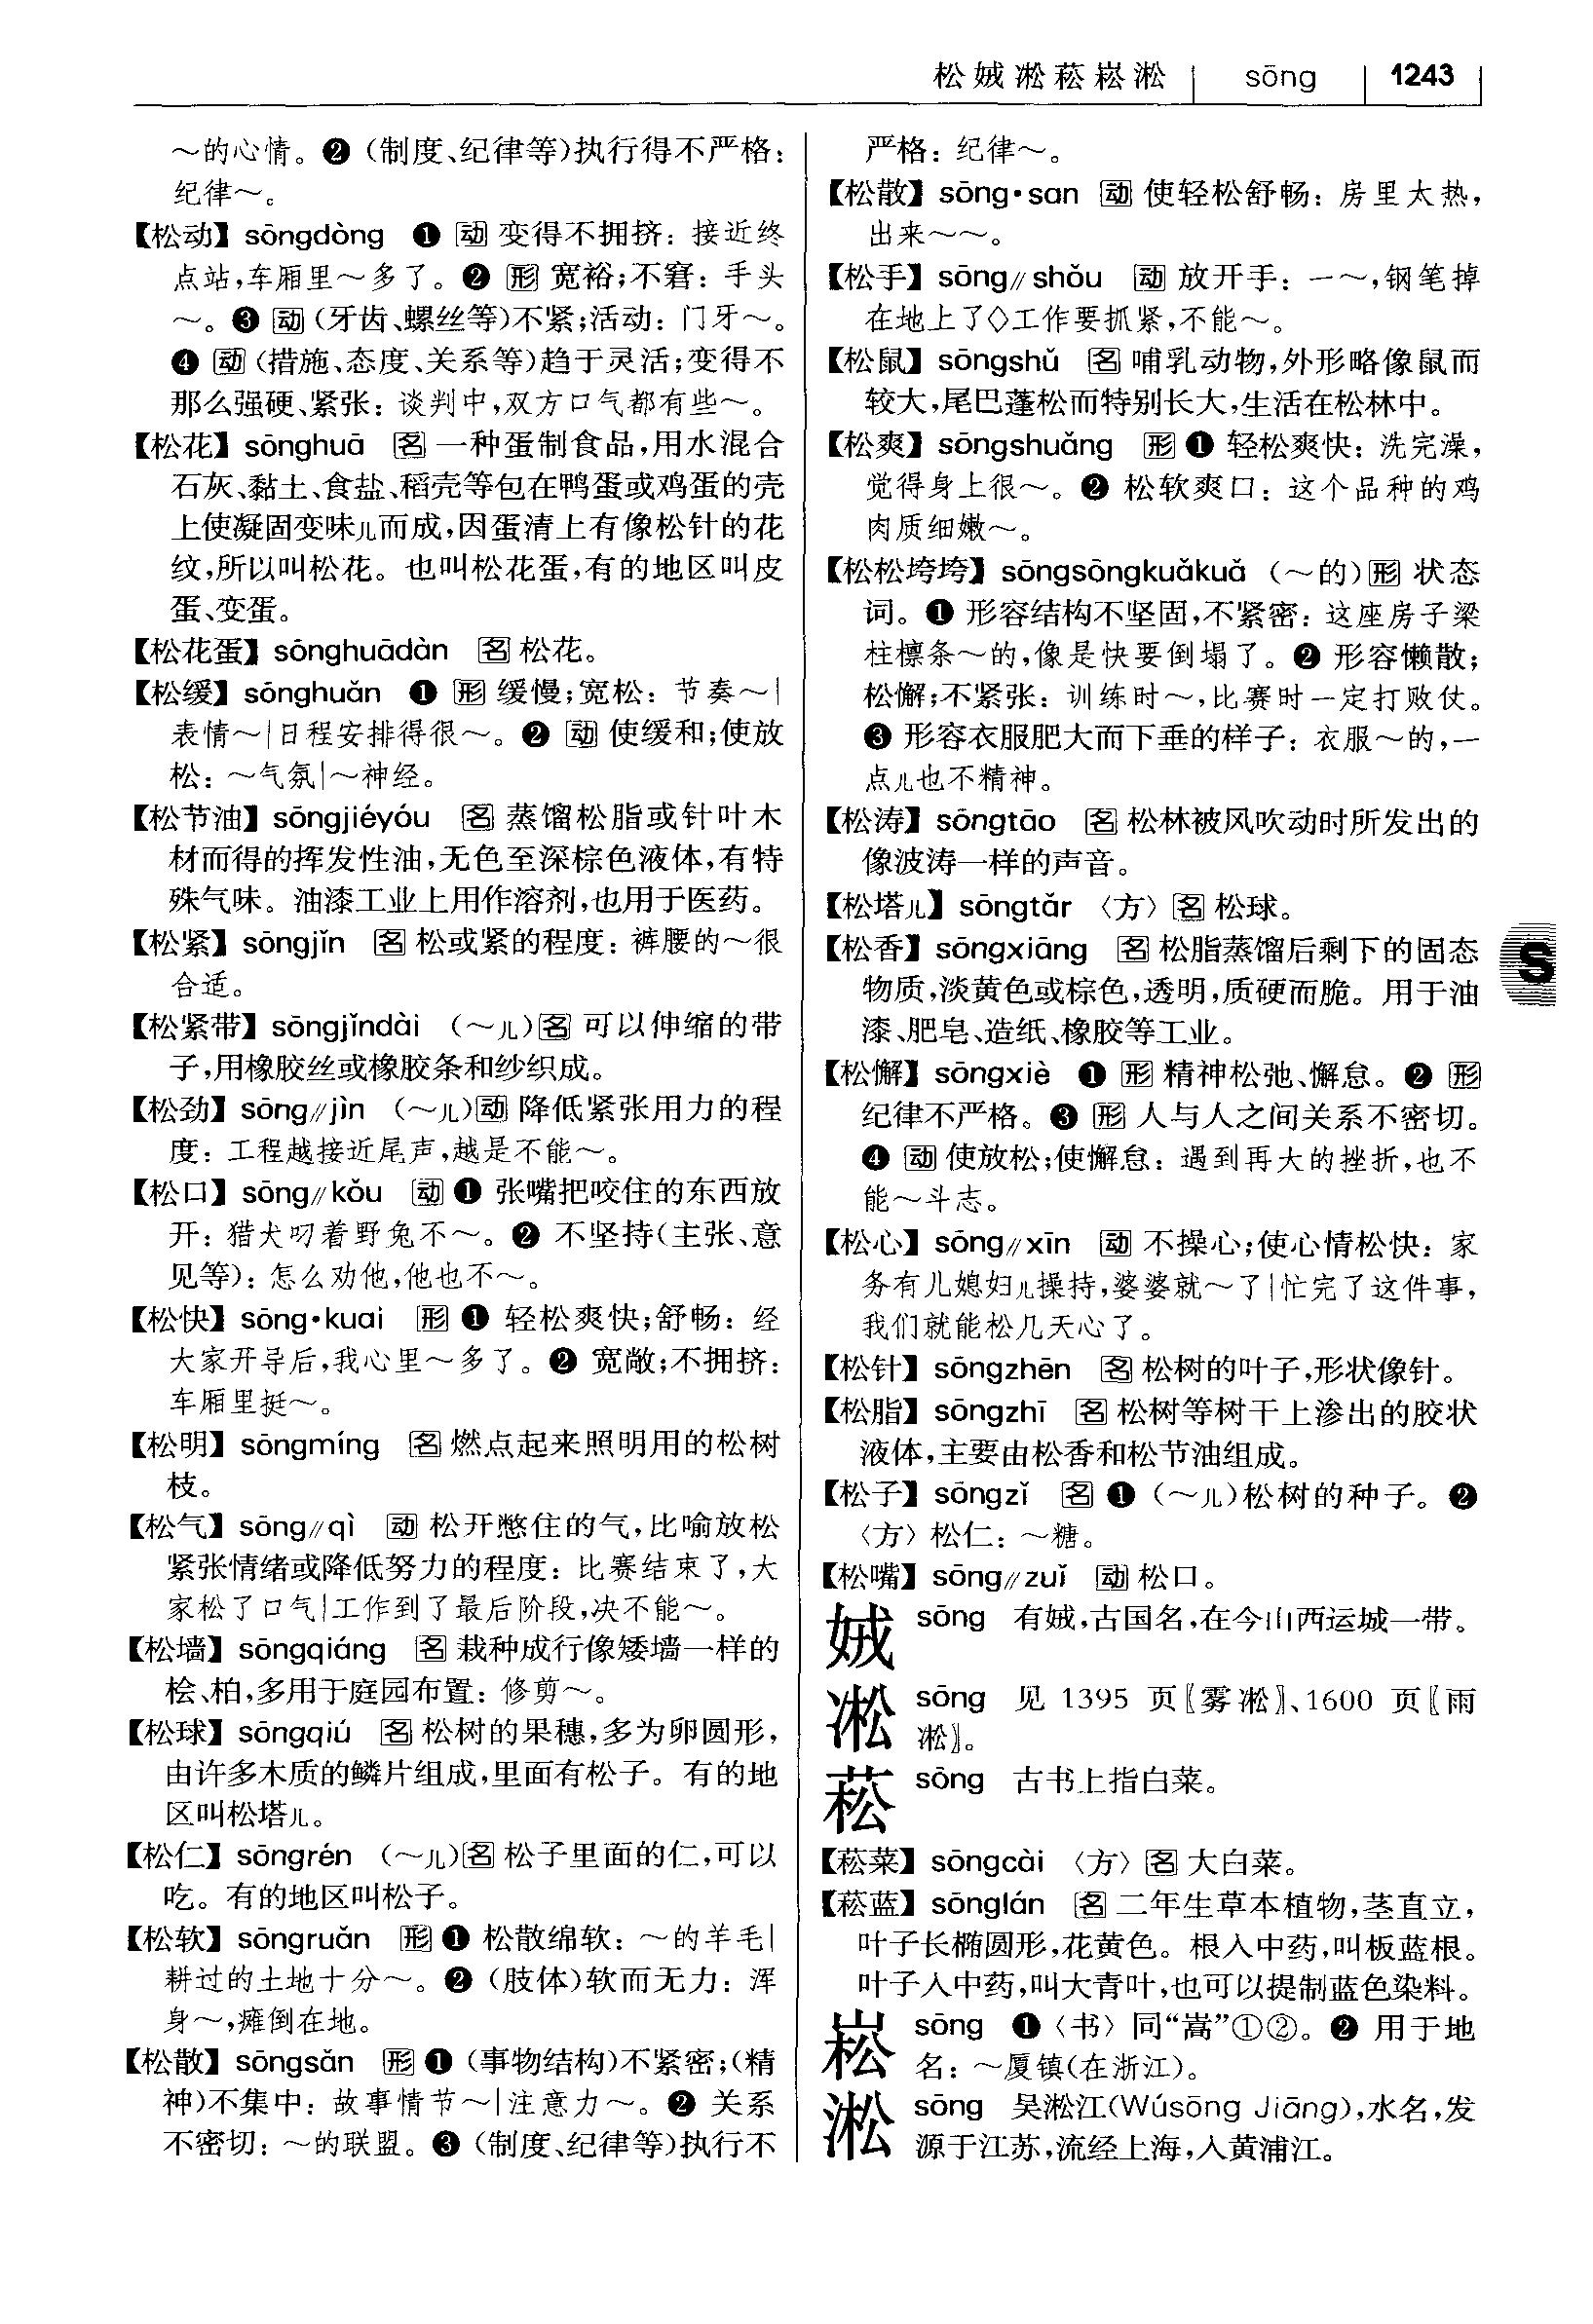 松娀凇菘崧淞 sōng 1243
～的心情。❷（制度、纪律等）执行得不严格：
纪律～。
【松动】sōngdòng ❶ 动 变得不拥挤：接近终
点站，车厢里～多了。❷ 形 宽裕；不窘：手头
～。❸ 动（牙齿、螺丝等）不紧；活动：门牙～。
❹ 动（措施、态度、关系等）趋于灵活；变得不
那么强硬、紧张：谈判中，双方口气都有些～。
【松花】sōnghuā 名 一种蛋制食品，用水混合
石灰、黏土、食盐、稻壳等包在鸭蛋或鸡蛋的壳
上使凝固变味儿而成，因蛋清上有像松针的花
纹，所以叫松花。也叫松花蛋，有的地区叫皮
蛋、变蛋。
【松花蛋】sōnghuādàn 名 松花。
【松缓】sōnghuǎn ❶ 形 缓慢；宽松：节奏～|
表情～|日程安排得很～。❷ 动 使缓和；使放
松：～气氛|～神经。
【松节油】sōngjiéyóu 名 蒸馏松脂或针叶木
材而得的挥发性油，无色至深棕色液体，有特
殊气味。油漆工业上用作溶剂，也用于医药。
【松紧】sōngjǐn 名 松或紧的程度：裤腰的～很
合适。
【松紧带】sōngjǐndài （～儿）名 可以伸缩的带
子，用橡胶丝或橡胶条和纱织成。
【松劲】sōng//jìn （～儿）动 降低紧张用力的程
度：工程越接近尾声，越是不能～。
【松口】sōng//kǒu 动 ❶ 张嘴把咬住的东西放
开：猎犬叼着野兔不～。❷ 不坚持（主张、意
见等）：怎么劝他，他也不～。
【松快】sōng·kuai 形 ❶ 轻松爽快；舒畅：经
大家开导后，我心里～多了。❷ 宽敞；不拥挤：
车厢里挺～。
【松明】sōngmíng 名 燃点起来照明用的松树
枝。
【松气】sōng//qì 动 松开憋住的气，比喻放松
紧张情绪或降低努力的程度：比赛结束了，大
家松了口气|工作到了最后阶段，决不能～。
【松墙】sōngqiáng 名 栽种成行像矮墙一样的
桧、柏，多用于庭园布置：修剪～。
【松球】sōngqiú 名 松树的果穗，多为卵圆形，
由许多木质的鳞片组成，里面有松子。有的地
区叫松塔儿。
【松仁】sōngrén （～儿）名 松子里面的仁，可以
吃。有的地区叫松子。
【松软】sōngruǎn 形 ❶ 松散绵软：～的羊毛|
耕过的土地十分～。❷（肢体）软而无力：浑
身～，瘫倒在地。
【松散】sōngsǎn 形 ❶（事物结构）不紧密；（精
神）不集中：故事情节～|注意力～。❷ 关系
不密切：～的联盟。❸（制度、纪律等）执行不
严格：纪律～。
【松散】sōng·san 动 使轻松舒畅：房里太热，
出来～～。
【松手】sōng//shǒu 动 放开手：一～，钢笔掉
在地上了◇工作要抓紧，不能～。
【松鼠】sōngshǔ 名 哺乳动物，外形略像鼠而
较大，尾巴蓬松而特别长大，生活在松林中。
【松爽】sōngshuǎng 形 ❶ 轻松爽快：洗完澡，
觉得身上很～。❷ 松软爽口：这个品种的鸡
肉质细嫩～。
【松松垮垮】sōngsōngkuǎkuǎ （～的）形 状态
词。❶ 形容结构不坚固，不紧密：这座房子梁
柱檩条～的，像是快要倒塌了。❷ 形容懒散；
松懈；不紧张：训练时～，比赛时一定打败仗。
❸ 形容衣服肥大而下垂的样子：衣服～的，一
点儿也不精神。
【松涛】sōngtāo 名 松林被风吹动时所发出的
像波涛一样的声音。
【松塔儿】sōngtǎr 〈方〉名 松球。
【松香】sōngxiāng 名 松脂蒸馏后剩下的固态
物质，淡黄色或棕色，透明，质硬而脆。用于油
漆、肥皂、造纸、橡胶等工业。
S
【松懈】sōngxiè ❶ 形 精神松弛、懈怠。❷ 形
纪律不严格。❸ 形 人与人之间关系不密切。
❹ 动 使放松；使懈怠：遇到再大的挫折，也不
能～斗志。
【松心】sōng//xīn 动 不操心；使心情松快：家
务有儿媳妇儿操持，婆婆就～了|忙完了这件事，
我们就能松几天心了。
【松针】sōngzhēn 名 松树的叶子，形状像针。
【松脂】sōngzhī 名 松树等树干上渗出的胶状
液体，主要由松香和松节油组成。
【松子】sōngzǐ 名 ❶（～儿）松树的种子。❷
〈方〉松仁：～糖。
【松嘴】sōng//zuǐ 动 松口。
娀 sōng 有娀，古国名，在今山西运城一带。
凇 sōng 见 1395 页〖雾凇〗、1600 页〖雨
凇〗。
菘 sōng 古书上指白菜。
【菘菜】sōngcài 〈方〉名 大白菜。
【菘蓝】sōnglán 名 二年生草本植物，茎直立，
叶子长椭圆形，花黄色。根入中药，叫板蓝根。
叶子入中药，叫大青叶，也可以提制蓝色染料。
崧 sōng ❶〈书〉同“嵩”①②。❷ 用于地
名：～厦镇（在浙江）。
淞 sōng 吴淞江（Wúsōng Jiāng），水名，发
源于江苏，流经上海，入黄浦江。